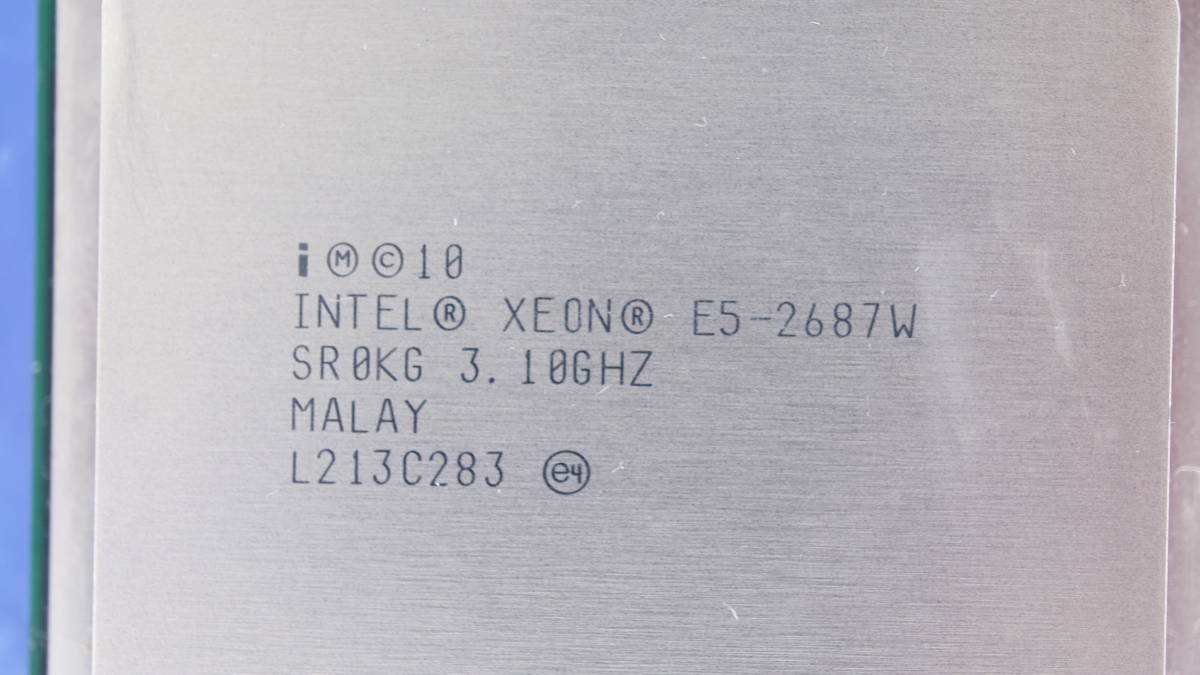 i Ⓜ ©10
INTEL® XEON® E5-2687W
SR0KG 3.10GHZ
MALAY
L213C283 e4